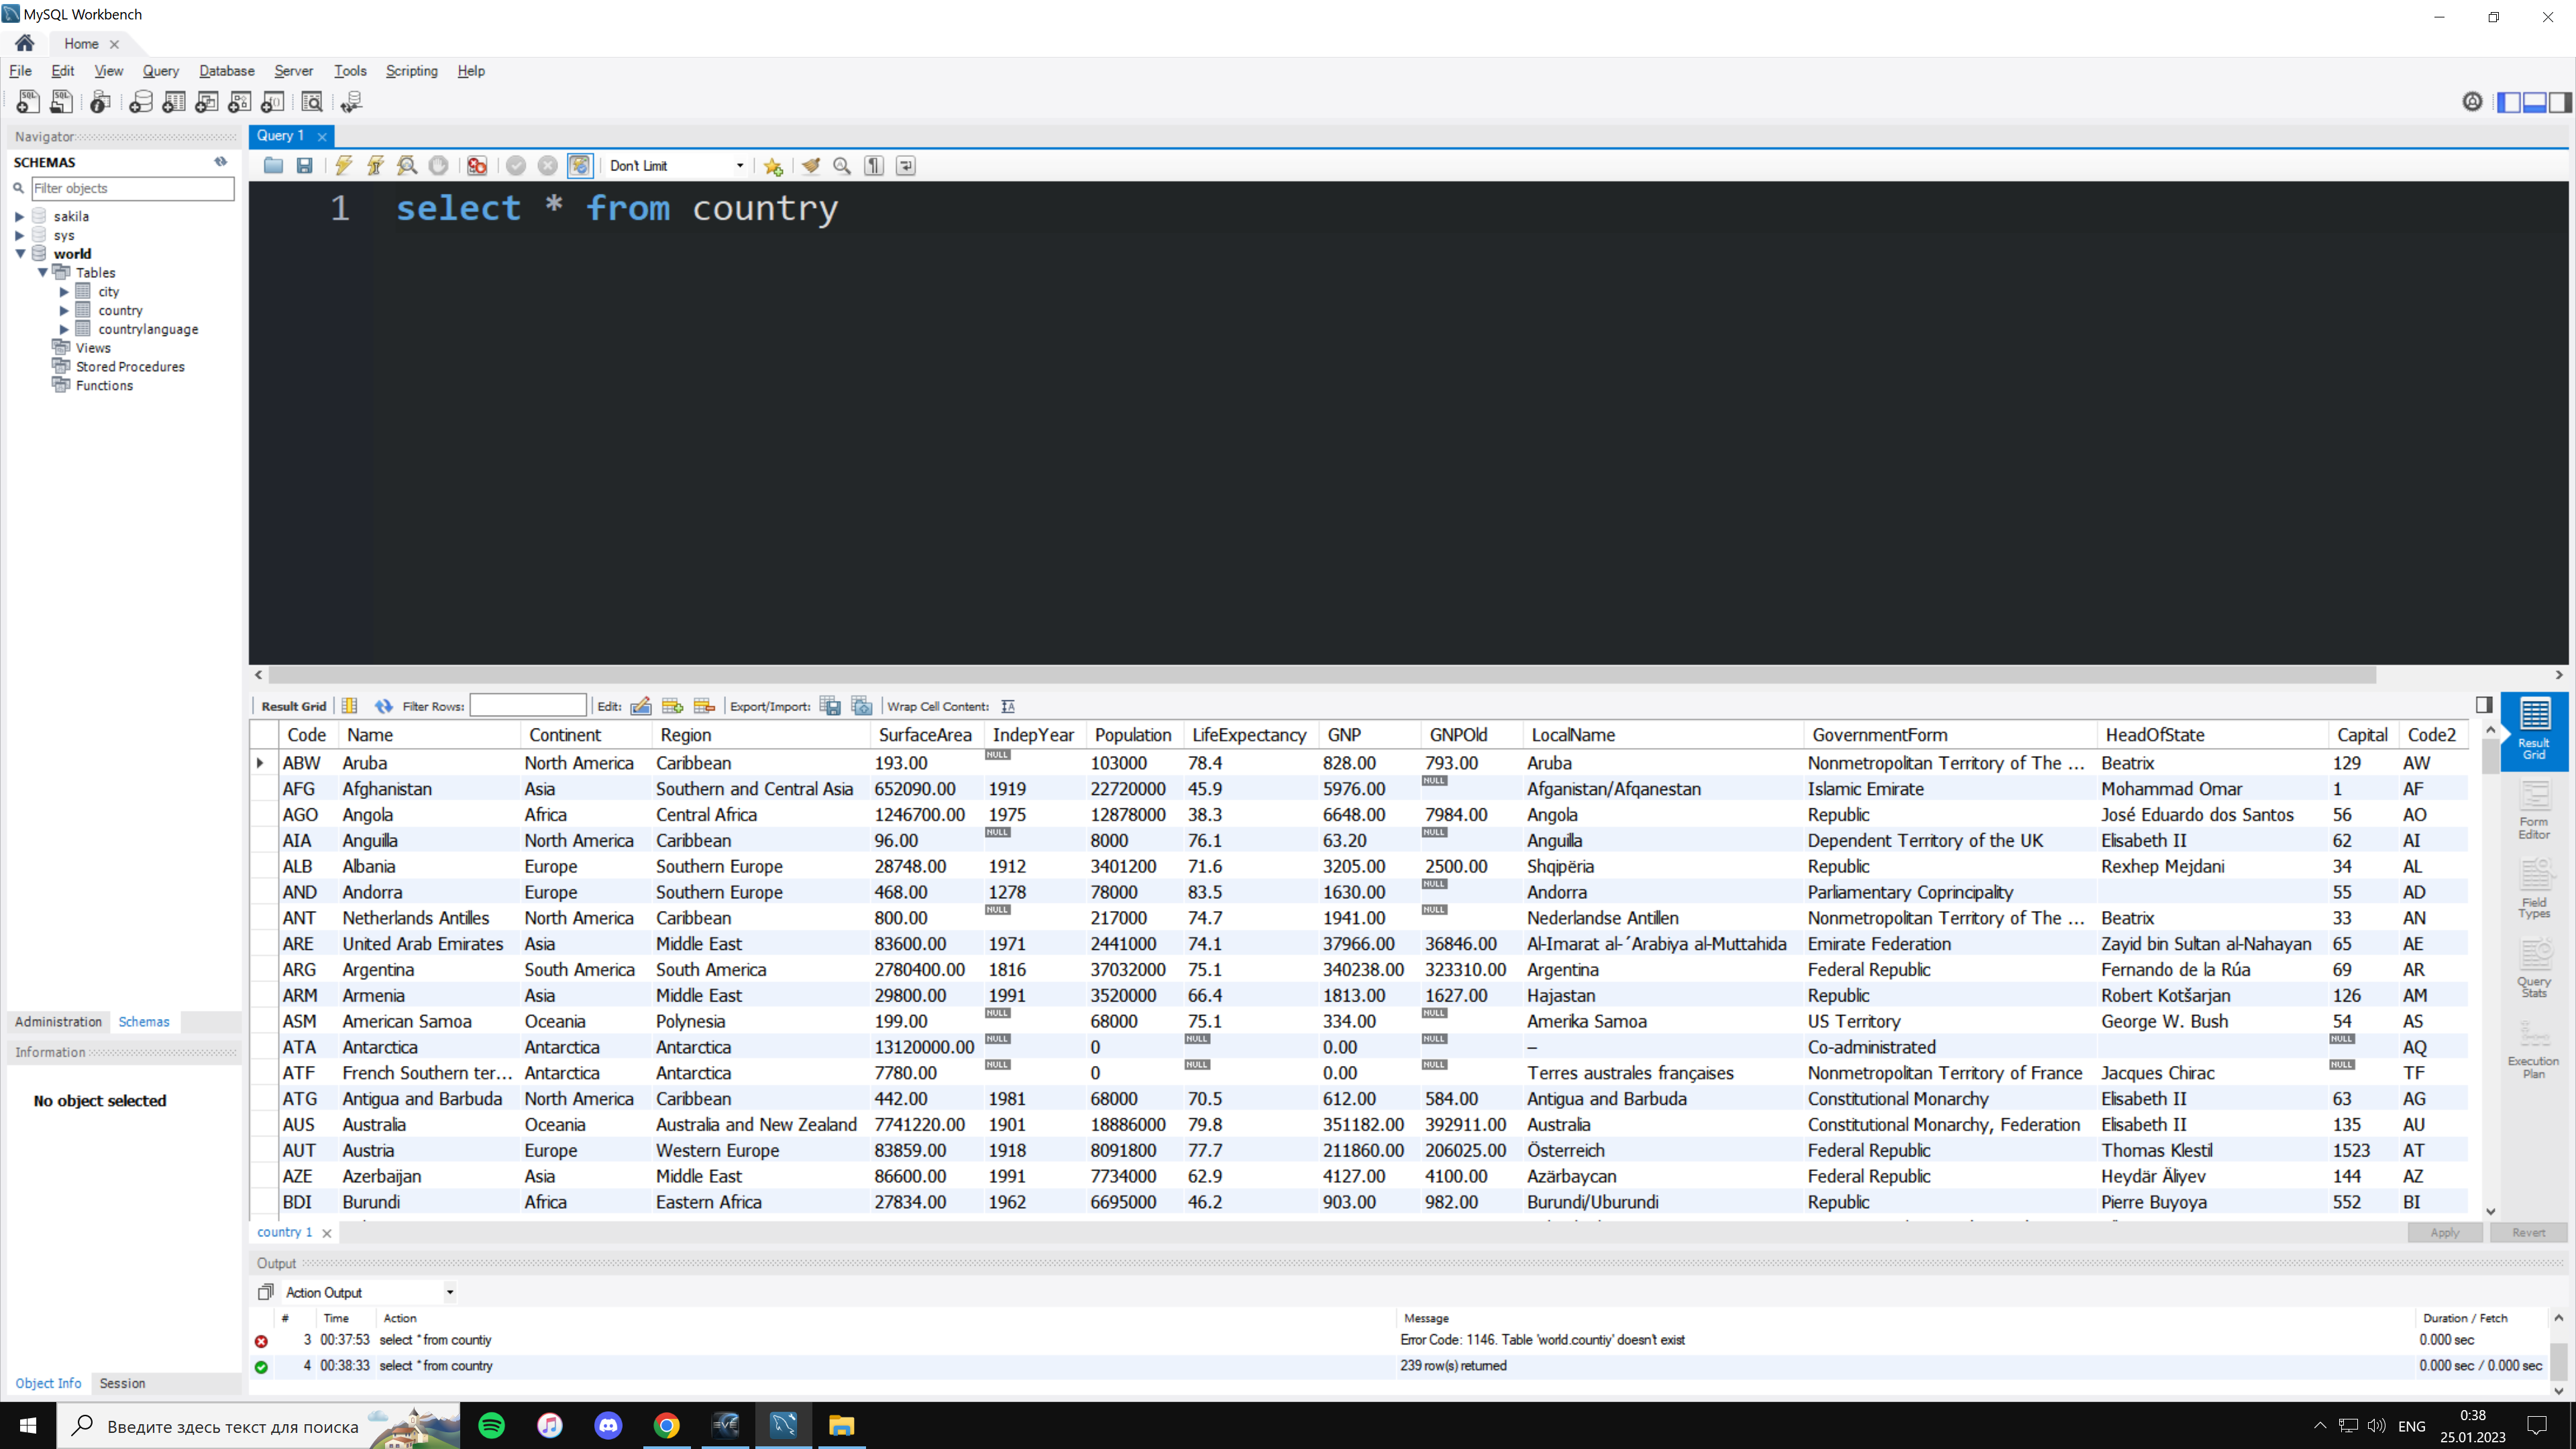 MySQL Workbench
Home
File Edit View Query Database Server Tools Scripting Help
Navigator
SCHEMAS
Filter objects
sakila
sys
world
Tables
city
country
countrylanguage
Views
Stored Procedures
Functions
Administration Schemas
Information
No object selected
Object Info Session
Query 1
Don't Limit
1 select * from country
Result Grid Filter Rows: Edit: Export/Import: Wrap Cell Content:
Code Name Continent Region SurfaceArea IndepYear Population LifeExpectancy GNP GNPOld LocalName GovernmentForm HeadOfState Capital Code2
ABW Aruba North America Caribbean 193.00 NULL 103000 78.4 828.00 793.00 Aruba Nonmetropolitan Territory of The ... Beatrix 129 AW
AFG Afghanistan Asia Southern and Central Asia 652090.00 1919 22720000 45.9 5976.00 NULL Afganistan/Afqanestan Islamic Emirate Mohammad Omar 1 AF
AGO Angola Africa Central Africa 1246700.00 1975 12878000 38.3 6648.00 7984.00 Angola Republic José Eduardo dos Santos 56 AO
AIA Anguilla North America Caribbean 96.00 NULL 8000 76.1 63.20 NULL Anguilla Dependent Territory of the UK Elisabeth II 62 AI
ALB Albania Europe Southern Europe 28748.00 1912 3401200 71.6 3205.00 2500.00 Shqipëria Republic Rexhep Mejdani 34 AL
AND Andorra Europe Southern Europe 468.00 1278 78000 83.5 1630.00 NULL Andorra Parliamentary Coprincipality 55 AD
ANT Netherlands Antilles North America Caribbean 800.00 NULL 217000 74.7 1941.00 NULL Nederlandse Antillen Nonmetropolitan Territory of The ... Beatrix 33 AN
ARE United Arab Emirates Asia Middle East 83600.00 1971 2441000 74.1 37966.00 36846.00 Al-Imarat al-´Arabiya al-Muttahida Emirate Federation Zayid bin Sultan al-Nahayan 65 AE
ARG Argentina South America South America 2780400.00 1816 37032000 75.1 340238.00 323310.00 Argentina Federal Republic Fernando de la Rúa 69 AR
ARM Armenia Asia Middle East 29800.00 1991 3520000 66.4 1813.00 1627.00 Hajastan Republic Robert Kotšarjan 126 AM
ASM American Samoa Oceania Polynesia 199.00 NULL 68000 75.1 334.00 NULL Amerika Samoa US Territory George W. Bush 54 AS
ATA Antarctica Antarctica Antarctica 13120000.00 NULL 0 NULL 0.00 NULL – Co-administrated NULL AQ
ATF French Southern ter... Antarctica Antarctica 7780.00 NULL 0 NULL 0.00 NULL Terres australes françaises Nonmetropolitan Territory of France Jacques Chirac NULL TF
ATG Antigua and Barbuda North America Caribbean 442.00 1981 68000 70.5 612.00 584.00 Antigua and Barbuda Constitutional Monarchy Elisabeth II 63 AG
AUS Australia Oceania Australia and New Zealand 7741220.00 1901 18886000 79.8 351182.00 392911.00 Australia Constitutional Monarchy, Federation Elisabeth II 135 AU
AUT Austria Europe Western Europe 83859.00 1918 8091800 77.7 211860.00 206025.00 Österreich Federal Republic Thomas Klestil 1523 AT
AZE Azerbaijan Asia Middle East 86600.00 1991 7734000 62.9 4127.00 4100.00 Azärbaycan Federal Republic Heydär Äliyev 144 AZ
BDI Burundi Africa Eastern Africa 27834.00 1962 6695000 46.2 903.00 982.00 Burundi/Uburundi Republic Pierre Buyoya 552 BI
Result Grid
Form Editor
Field Types
Query Stats
Execution Plan
country 1
Apply Revert
Output
Action Output
# Time Action Message Duration / Fetch
3 00:37:53 select * from countiy Error Code: 1146. Table 'world.countiy' doesn't exist 0.000 sec
4 00:38:33 select * from country 239 row(s) returned 0.000 sec / 0.000 sec
Введите здесь текст для поиска
EVE
ENG
0:38
25.01.2023